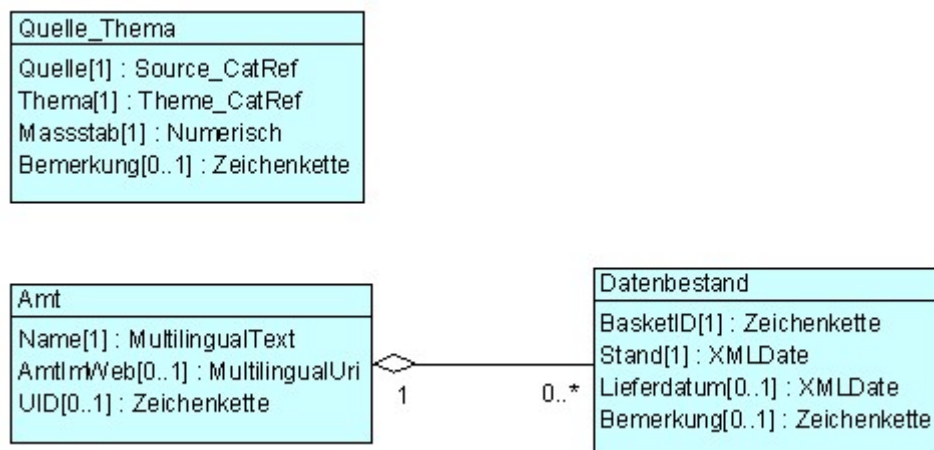 Quelle_Thema
Quelle[1] : Source_CatRef
Thema[1] : Theme_CatRef
Massstab[1] : Numerisch
Bemerkung[0..1] : Zeichenkette
Amt
Name[1] : MultilingualText
AmtImWeb[0..1] : MultilingualUri
UID[0..1] : Zeichenkette
1
0..*
Datenbestand
BasketID[1] : Zeichenkette
Stand[1] : XMLDate
Lieferdatum[0..1] : XMLDate
Bemerkung[0..1] : Zeichenkette